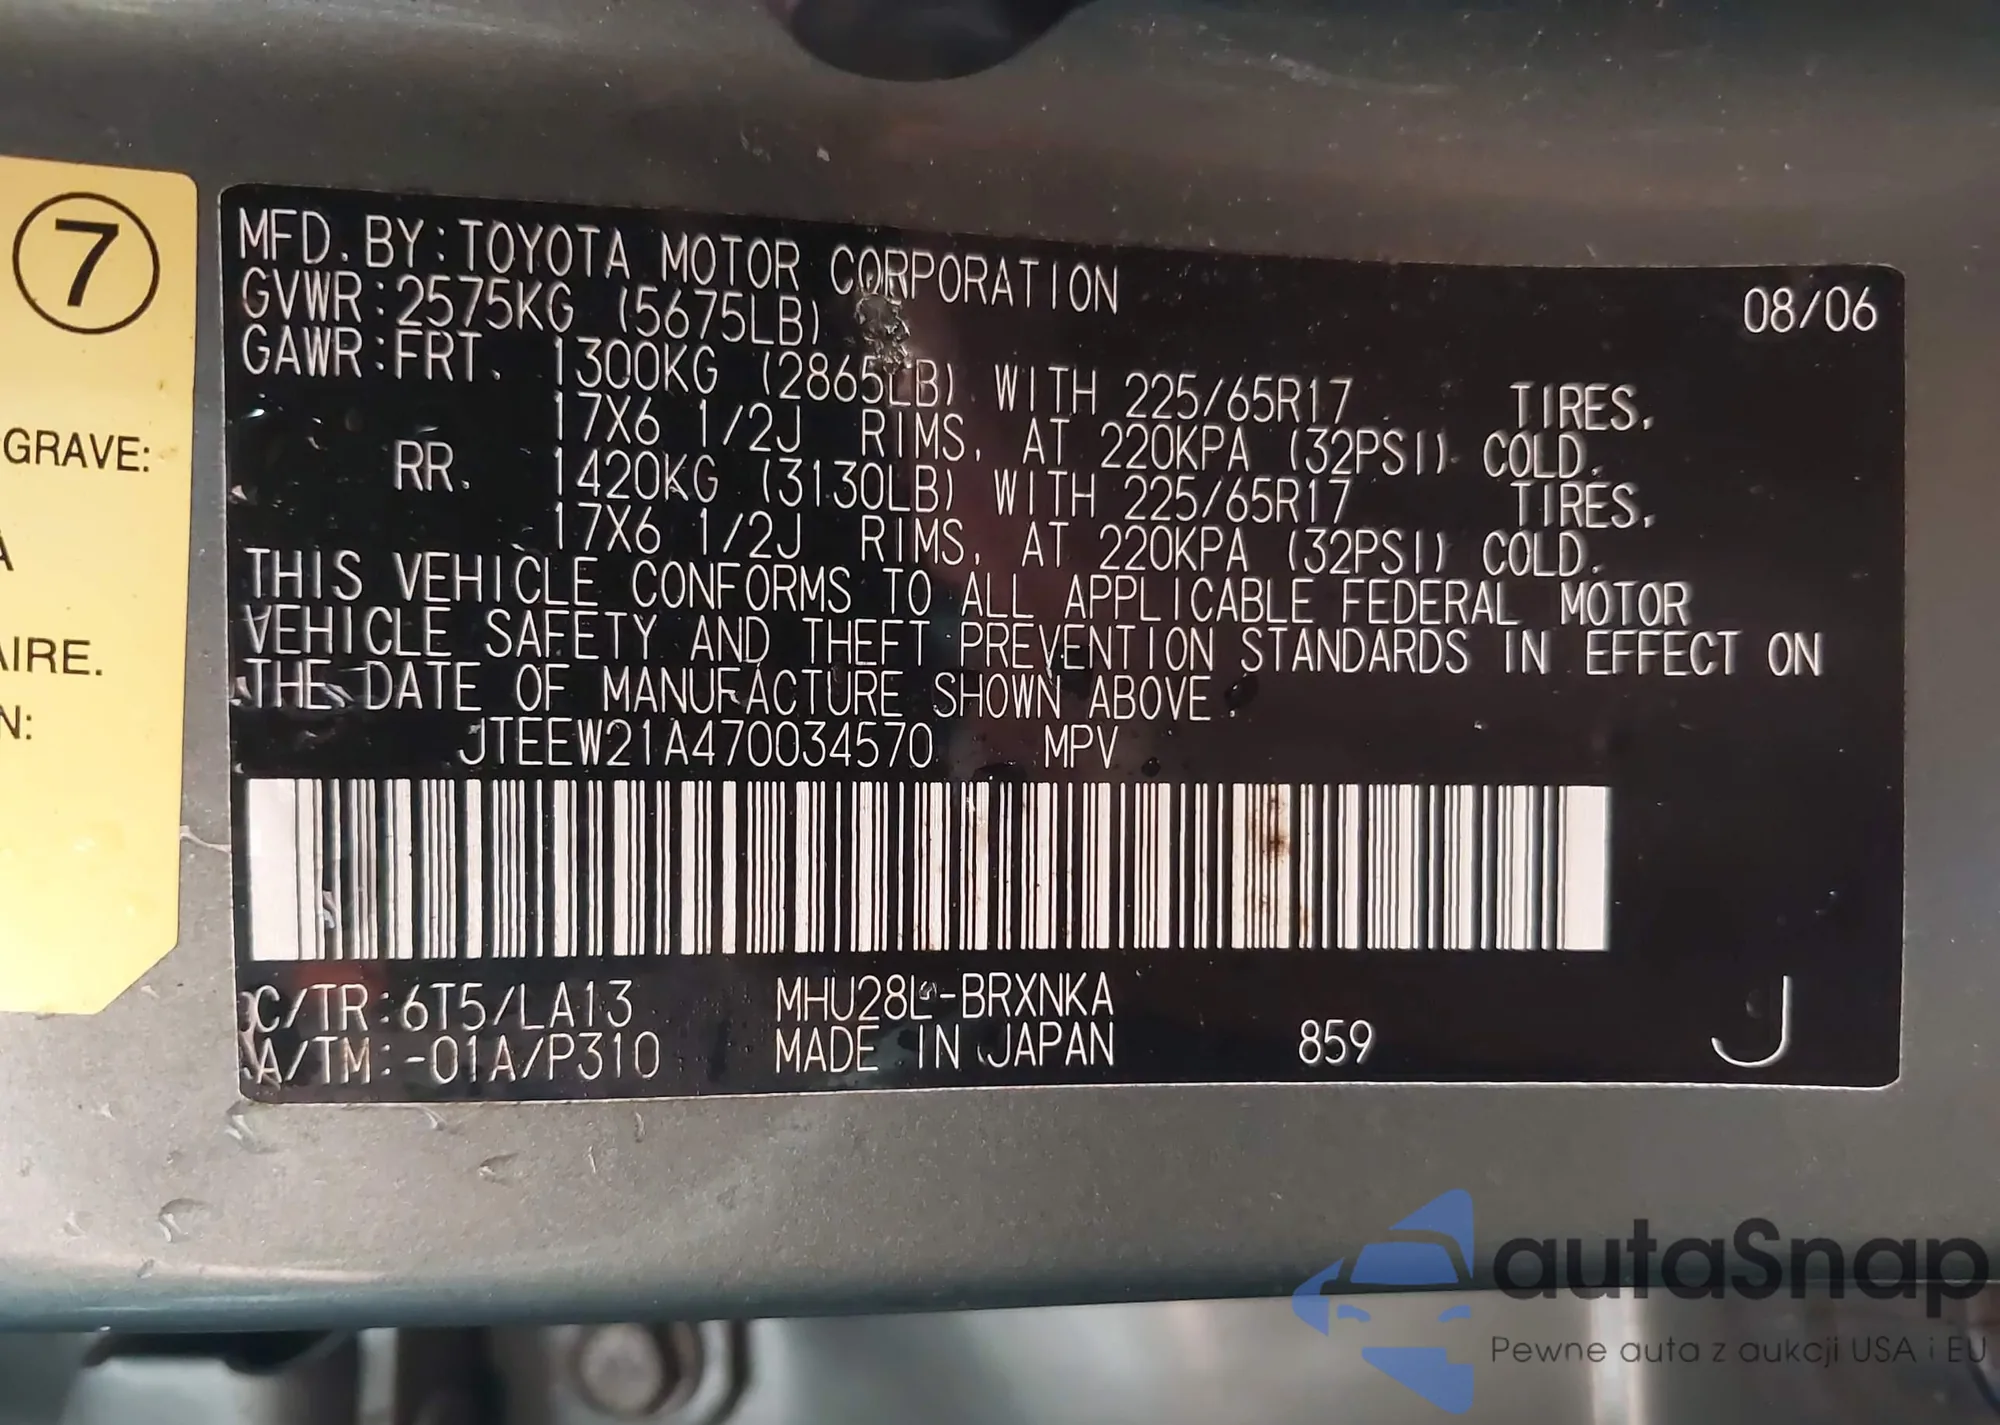 7
GRAVE:
A
AIRE.
N:
MFD. BY: TOYOTA MOTOR CORPORATION 08/06
GVWR: 2575KG (5675LB)
GAWR: FRT. 1300KG (2865LB) WITH 225/65R17 TIRES,
17X6 1/2J RIMS, AT 220KPA (32PSI) COLD.
RR. 1420KG (3130LB) WITH 225/65R17 TIRES,
17X6 1/2J RIMS, AT 220KPA (32PSI) COLD.
THIS VEHICLE CONFORMS TO ALL APPLICABLE FEDERAL MOTOR
VEHICLE SAFETY AND THEFT PREVENTION STANDARDS IN EFFECT ON
THE DATE OF MANUFACTURE SHOWN ABOVE.
JTEEW21A470034570 MPV
C/TR: 6T5/LA13 MHU28L-BRXNKA
A/TM: -01A/P310 MADE IN JAPAN 859 J
autaSnap
Pewne auta z aukcji USA i EU